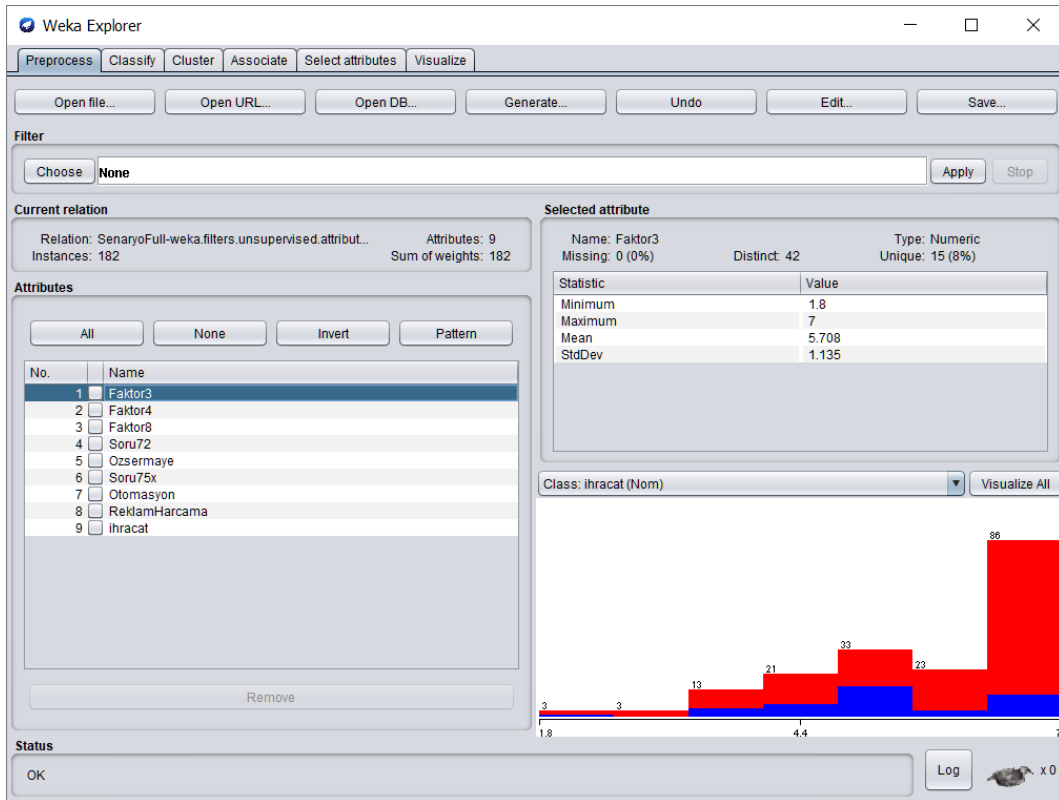 Weka Explorer
Preprocess Classify Cluster Associate Select attributes Visualize
Open file... Open URL... Open DB... Generate... Undo Edit... Save...
Filter
Choose None Apply Stop
Current relation
Relation: SenaryoFull-weka.filters.unsupervised.attribut... Attributes: 9
Instances: 182 Sum of weights: 182
Attributes
All None Invert Pattern
No. Name
1 Faktor3
2 Faktor4
3 Faktor8
4 Soru72
5 Ozsermaye
6 Soru75x
7 Otomasyon
8 ReklamHarcama
9 ihracat
Remove
Selected attribute
Name: Faktor3 Type: Numeric
Missing: 0 (0%) Distinct: 42 Unique: 15 (8%)
Statistic Value
Minimum 1.8
Maximum 7
Mean 5.708
StdDev 1.135
Class: ihracat (Nom) Visualize All
3 3 13 21 33 23 86
1.8 4.4 7
Status
OK Log x 0